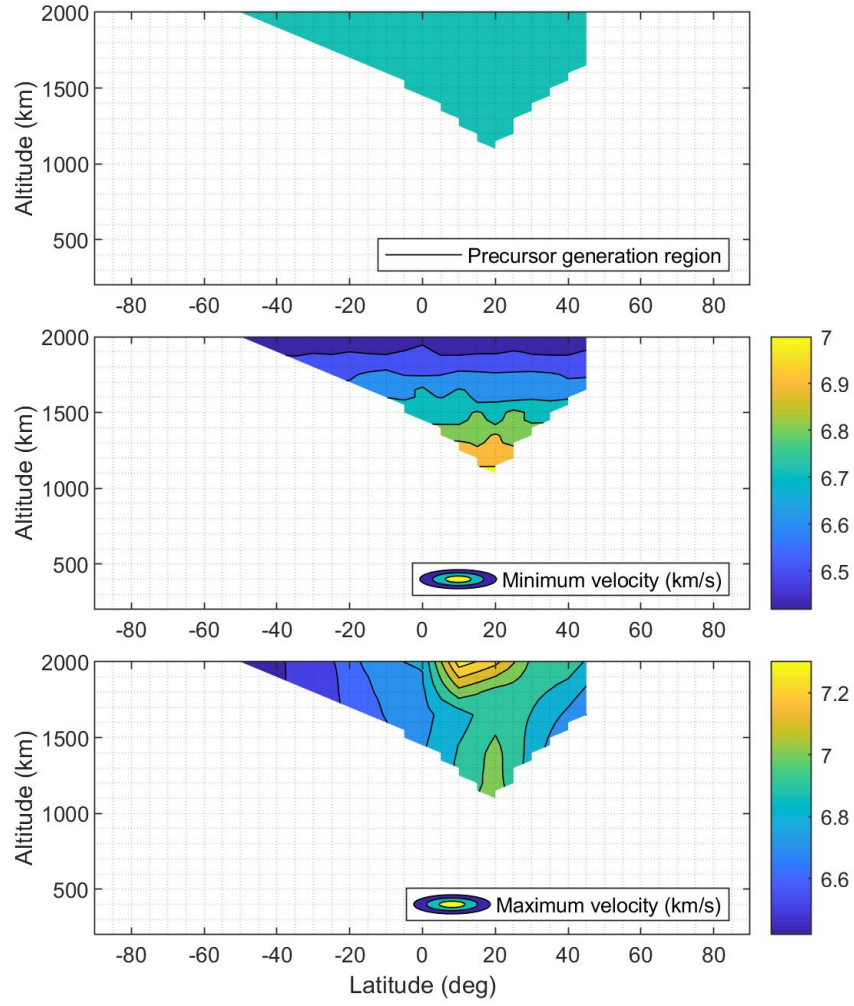 2000
1500
1000
500
Altitude (km)
Precursor generation region
-80 -60 -40 -20 0 20 40 60 80
2000
1500
1000
500
Altitude (km)
Minimum velocity (km/s)
-80 -60 -40 -20 0 20 40 60 80
7
6.9
6.8
6.7
6.6
6.5
2000
1500
1000
500
Altitude (km)
Maximum velocity (km/s)
-80 -60 -40 -20 0 20 40 60 80
Latitude (deg)
7.2
7
6.8
6.6